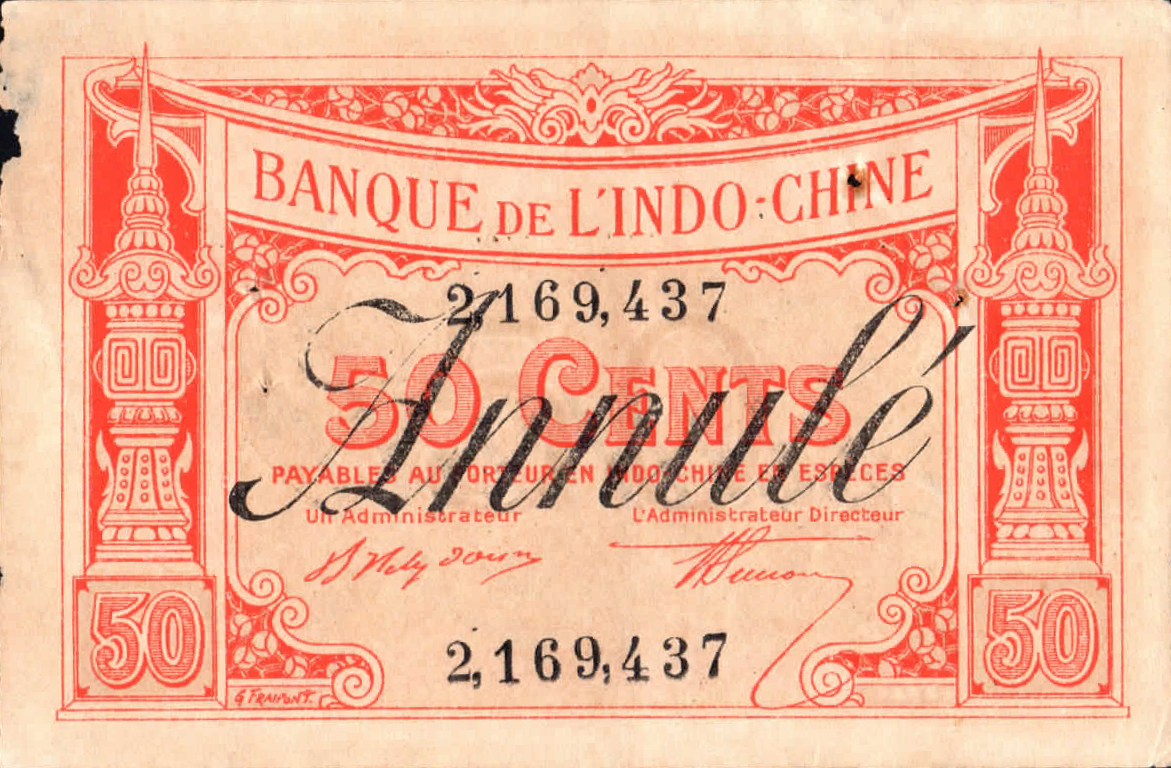 BANQUE DE L'INDO-CHINE
2,169,437
50 CENTS
Annulé
PAYABLES AU PORTEUR EN INDO-CHINE EN ESPÈCES
Un Administrateur L'Administrateur Directeur
2,169,437
50 50
G FRAIPONT.